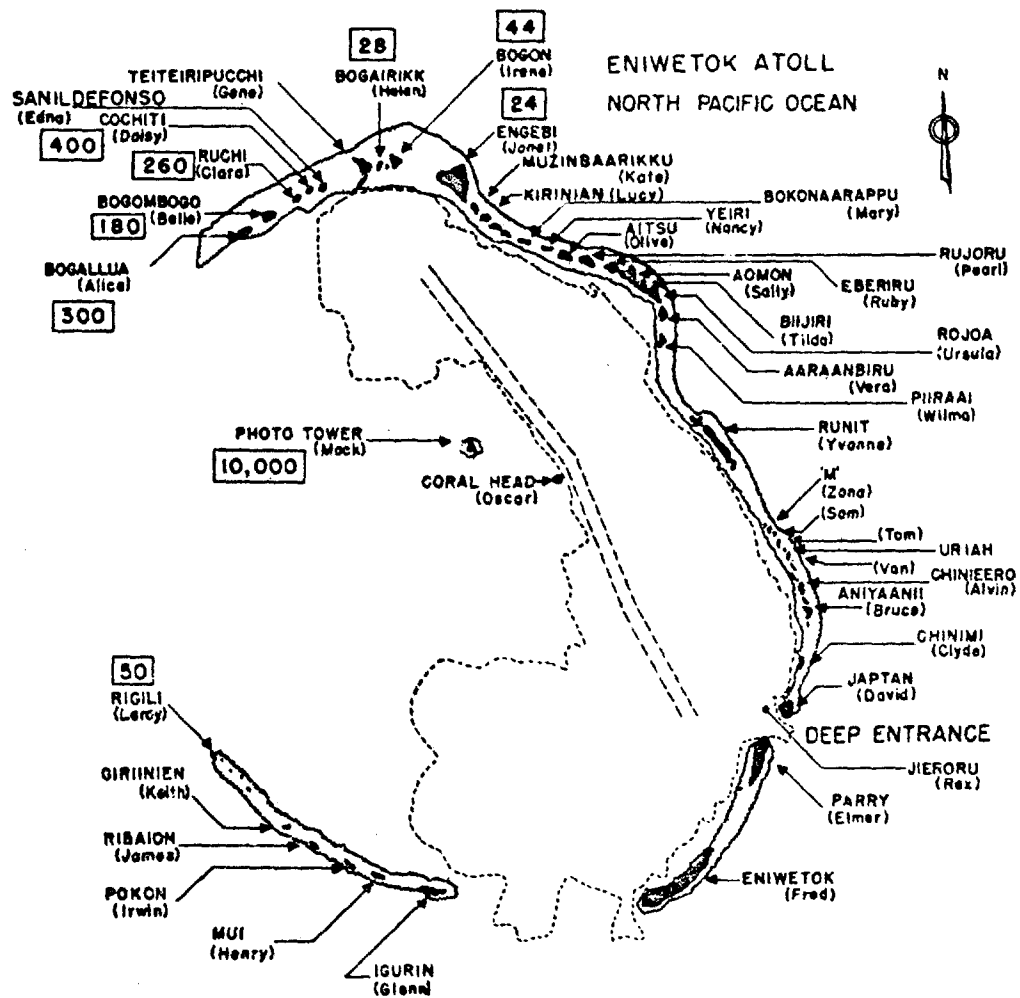 ENIWETOK ATOLL
NORTH PACIFIC OCEAN
N
44
BOGON
(Irene)
28
BOGAIRIKK
(Helen)
24
ENGEBI
(Janet)
TEITEIRIPUCCHI
(Gene)
SANILDEFONSO
(Edna)
400
COCHITI
(Daisy)
260
RUCHI
(Clara)
BOGOMBOGO
(Belle)
180
BOGALLUA
(Alice)
300
MUZINBAARIKKU
(Kate)
KIRINIAN (Lucy)
BOKONAARAPPU
(Mary)
YEIRI
(Nancy)
AITSU
(Olive)
RUJORU
(Pearl)
AOMON
(Sally)
EBERIRU
(Ruby)
BIIJIRI
(Tilda)
ROJOA
(Ursula)
AARAANBIRU
(Vera)
PIIRAAI
(Wilma)
RUNIT
(Yvonne)
PHOTO TOWER
(Mack)
10,000
CORAL HEAD
(Oscar)
'M'
(Zona)
(Sam)
(Tom)
URIAH
(Van)
CHINIEERO
(Alvin)
ANIYAANII
(Bruce)
CHINIMI
(Clyde)
JAPTAN
(David)
DEEP ENTRANCE
JIERORU
(Rex)
PARRY
(Elmer)
ENIWETOK
(Fred)
50
RIGILI
(Leroy)
GIRIINIEN
(Keith)
RIBAION
(James)
POKON
(Irwin)
MUI
(Henry)
IGURIN
(Glenn)